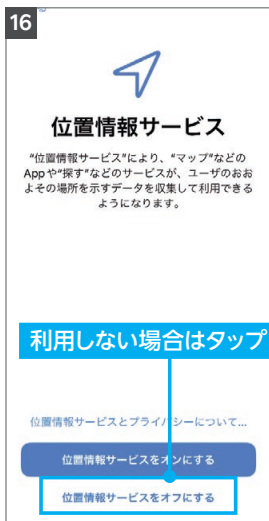 16
位置情報サービス
“位置情報サービス”により、“マップ”などの
Appや“探す”などのサービスが、ユーザのおお
よその場所を示すデータを収集して利用できる
ようになります。
利用しない場合はタップ
位置情報サービスとプライバシーについて...
位置情報サービスをオンにする
位置情報サービスをオフにする